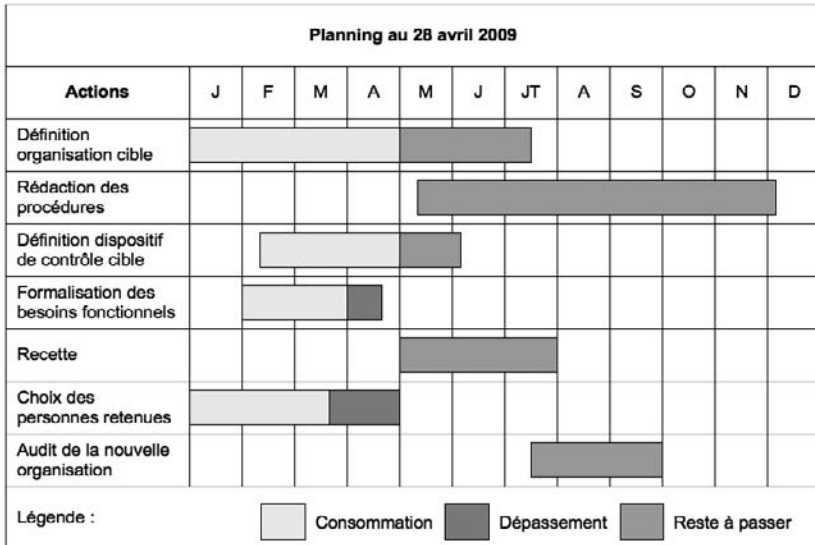 Planning au 28 avril 2009
Actions J F M A M J JT A S O N D
Définition
organisation cible
Rédaction des
procédures
Définition dispositif
de contrôle cible
Formalisation des
besoins fonctionnels
Recette
Choix des
personnes retenues
Audit de la nouvelle
organisation
Légende : Consommation Dépassement Reste à passer